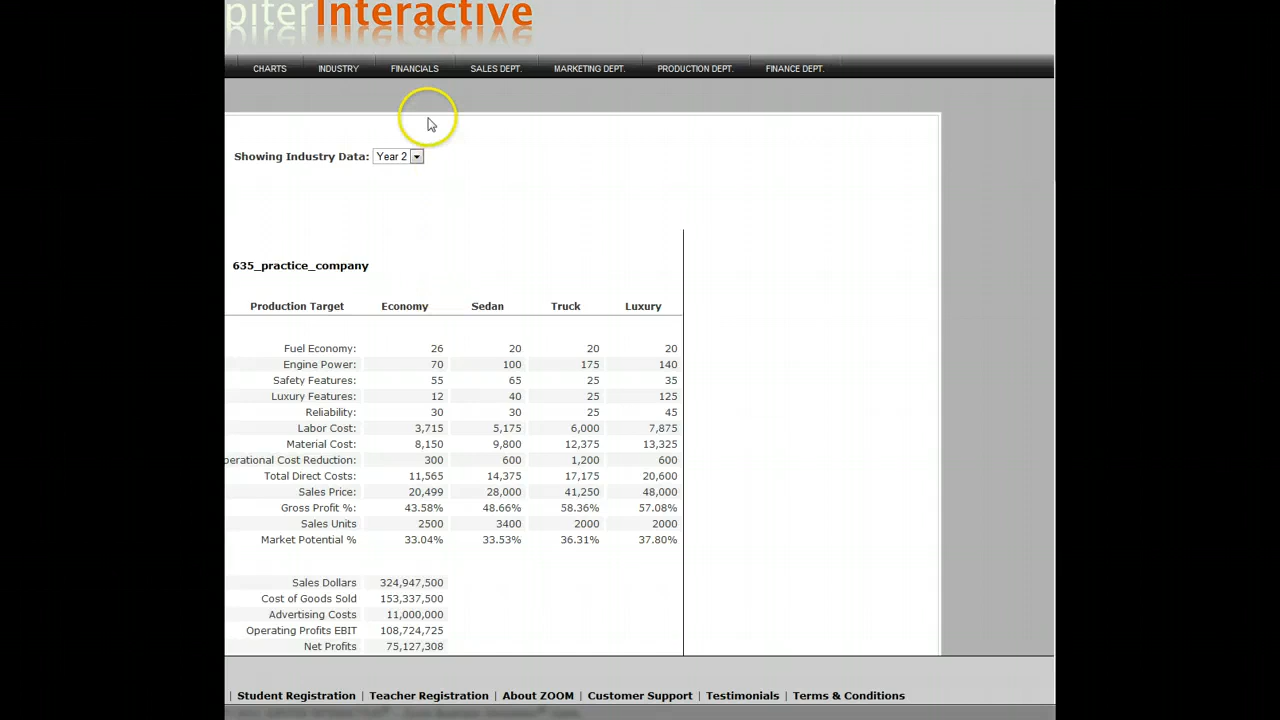 piterInteractive
CHARTS INDUSTRY FINANCIALS SALES DEPT. MARKETING DEPT. PRODUCTION DEPT. FINANCE DEPT.
Showing Industry Data: Year 2
635_practice_company
Production Target Economy Sedan Truck Luxury
Fuel Economy: 26 20 20 20
Engine Power: 70 100 175 140
Safety Features: 55 65 25 35
Luxury Features: 12 40 25 125
Reliability: 30 30 25 45
Labor Cost: 3,715 5,175 6,000 7,875
Material Cost: 8,150 9,800 12,375 13,325
perational Cost Reduction: 300 600 1,200 600
Total Direct Costs: 11,565 14,375 17,175 20,600
Sales Price: 20,499 28,000 41,250 48,000
Gross Profit %: 43.58% 48.66% 58.36% 57.08%
Sales Units 2500 3400 2000 2000
Market Potential % 33.04% 33.53% 36.31% 37.80%
Sales Dollars 324,947,500
Cost of Goods Sold 153,337,500
Advertising Costs 11,000,000
Operating Profits EBIT 108,724,725
Net Profits 75,127,308
| Student Registration | Teacher Registration | About ZOOM | Customer Support | Testimonials | Terms & Conditions